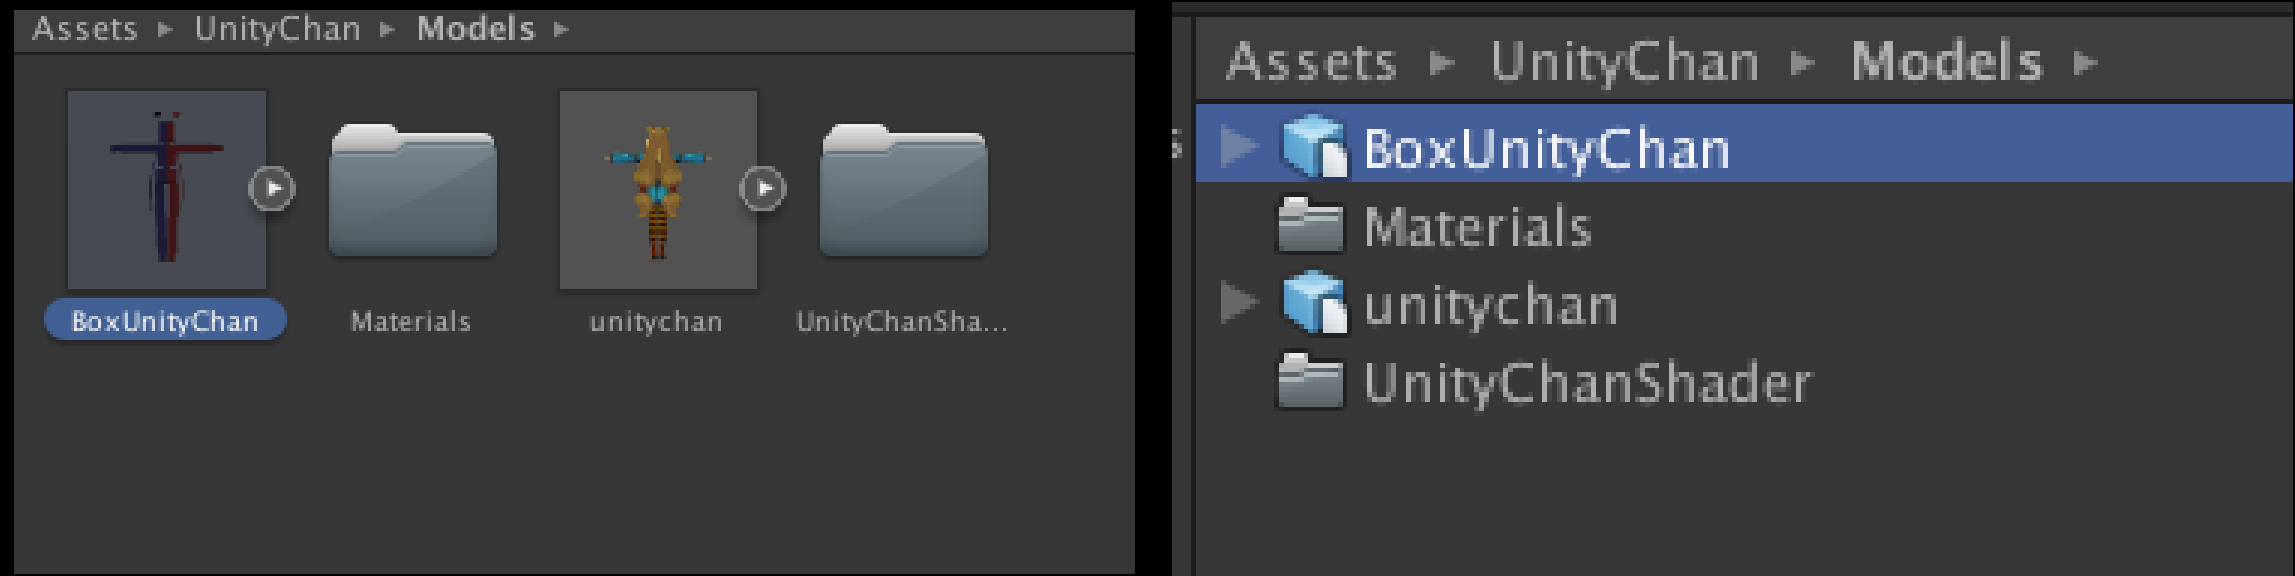 Assets ▸ UnityChan ▸ Models ▸
BoxUnityChan
Materials
unitychan
UnityChanSha...
Assets ▸ UnityChan ▸ Models ▸
BoxUnityChan
Materials
unitychan
UnityChanShader